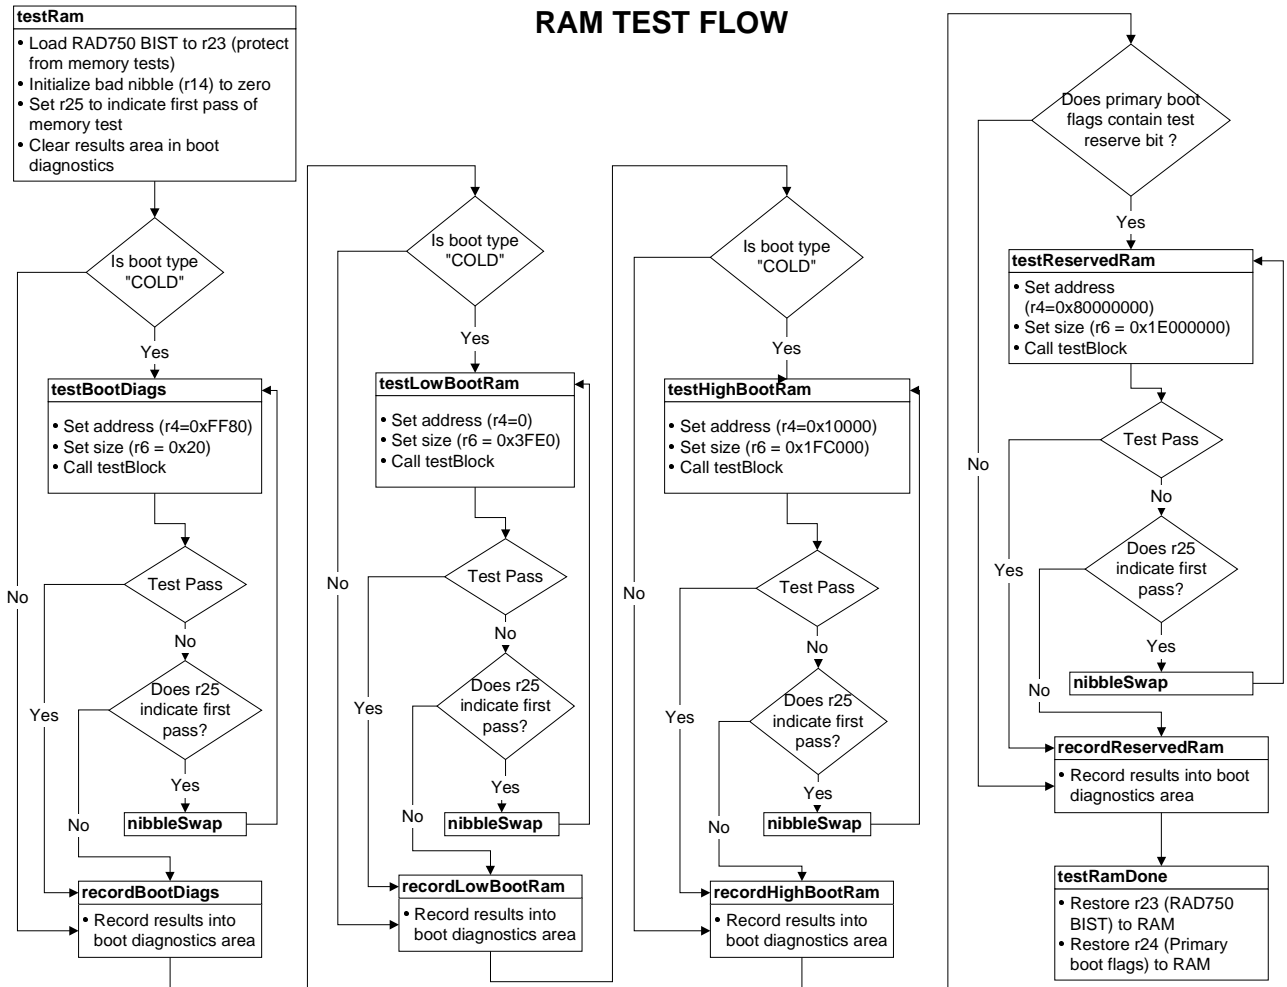 RAM TEST FLOW
testRam
• Load RAD750 BIST to r23 (protect
from memory tests)
• Initialize bad nibble (r14) to zero
• Set r25 to indicate first pass of
memory test
• Clear results area in boot
diagnostics
Is boot type
"COLD"
Yes
No
testBootDiags
• Set address (r4=0xFF80)
• Set size (r6 = 0x20)
• Call testBlock
Test Pass
No
Yes
Does r25
indicate first
pass?
Yes
No
nibbleSwap
recordBootDiags
• Record results into
boot diagnostics area
Is boot type
"COLD"
Yes
No
testLowBootRam
• Set address (r4=0)
• Set size (r6 = 0x3FE0)
• Call testBlock
Test Pass
No
Yes
Does r25
indicate first
pass?
Yes
No
nibbleSwap
recordLowBootRam
• Record results into
boot diagnostics area
Is boot type
"COLD"
Yes
No
testHighBootRam
• Set address (r4=0x10000)
• Set size (r6 = 0x1FC000)
• Call testBlock
Test Pass
No
Yes
Does r25
indicate first
pass?
Yes
No
nibbleSwap
recordHighBootRam
• Record results into
boot diagnostics area
Does primary boot
flags contain test
reserve bit ?
Yes
No
testReservedRam
• Set address
(r4=0x80000000)
• Set size (r6 = 0x1E000000)
• Call testBlock
Test Pass
No
Yes
Does r25
indicate first
pass?
Yes
No
nibbleSwap
recordReservedRam
• Record results into boot
diagnostics area
testRamDone
• Restore r23 (RAD750
BIST) to RAM
• Restore r24 (Primary
boot flags) to RAM